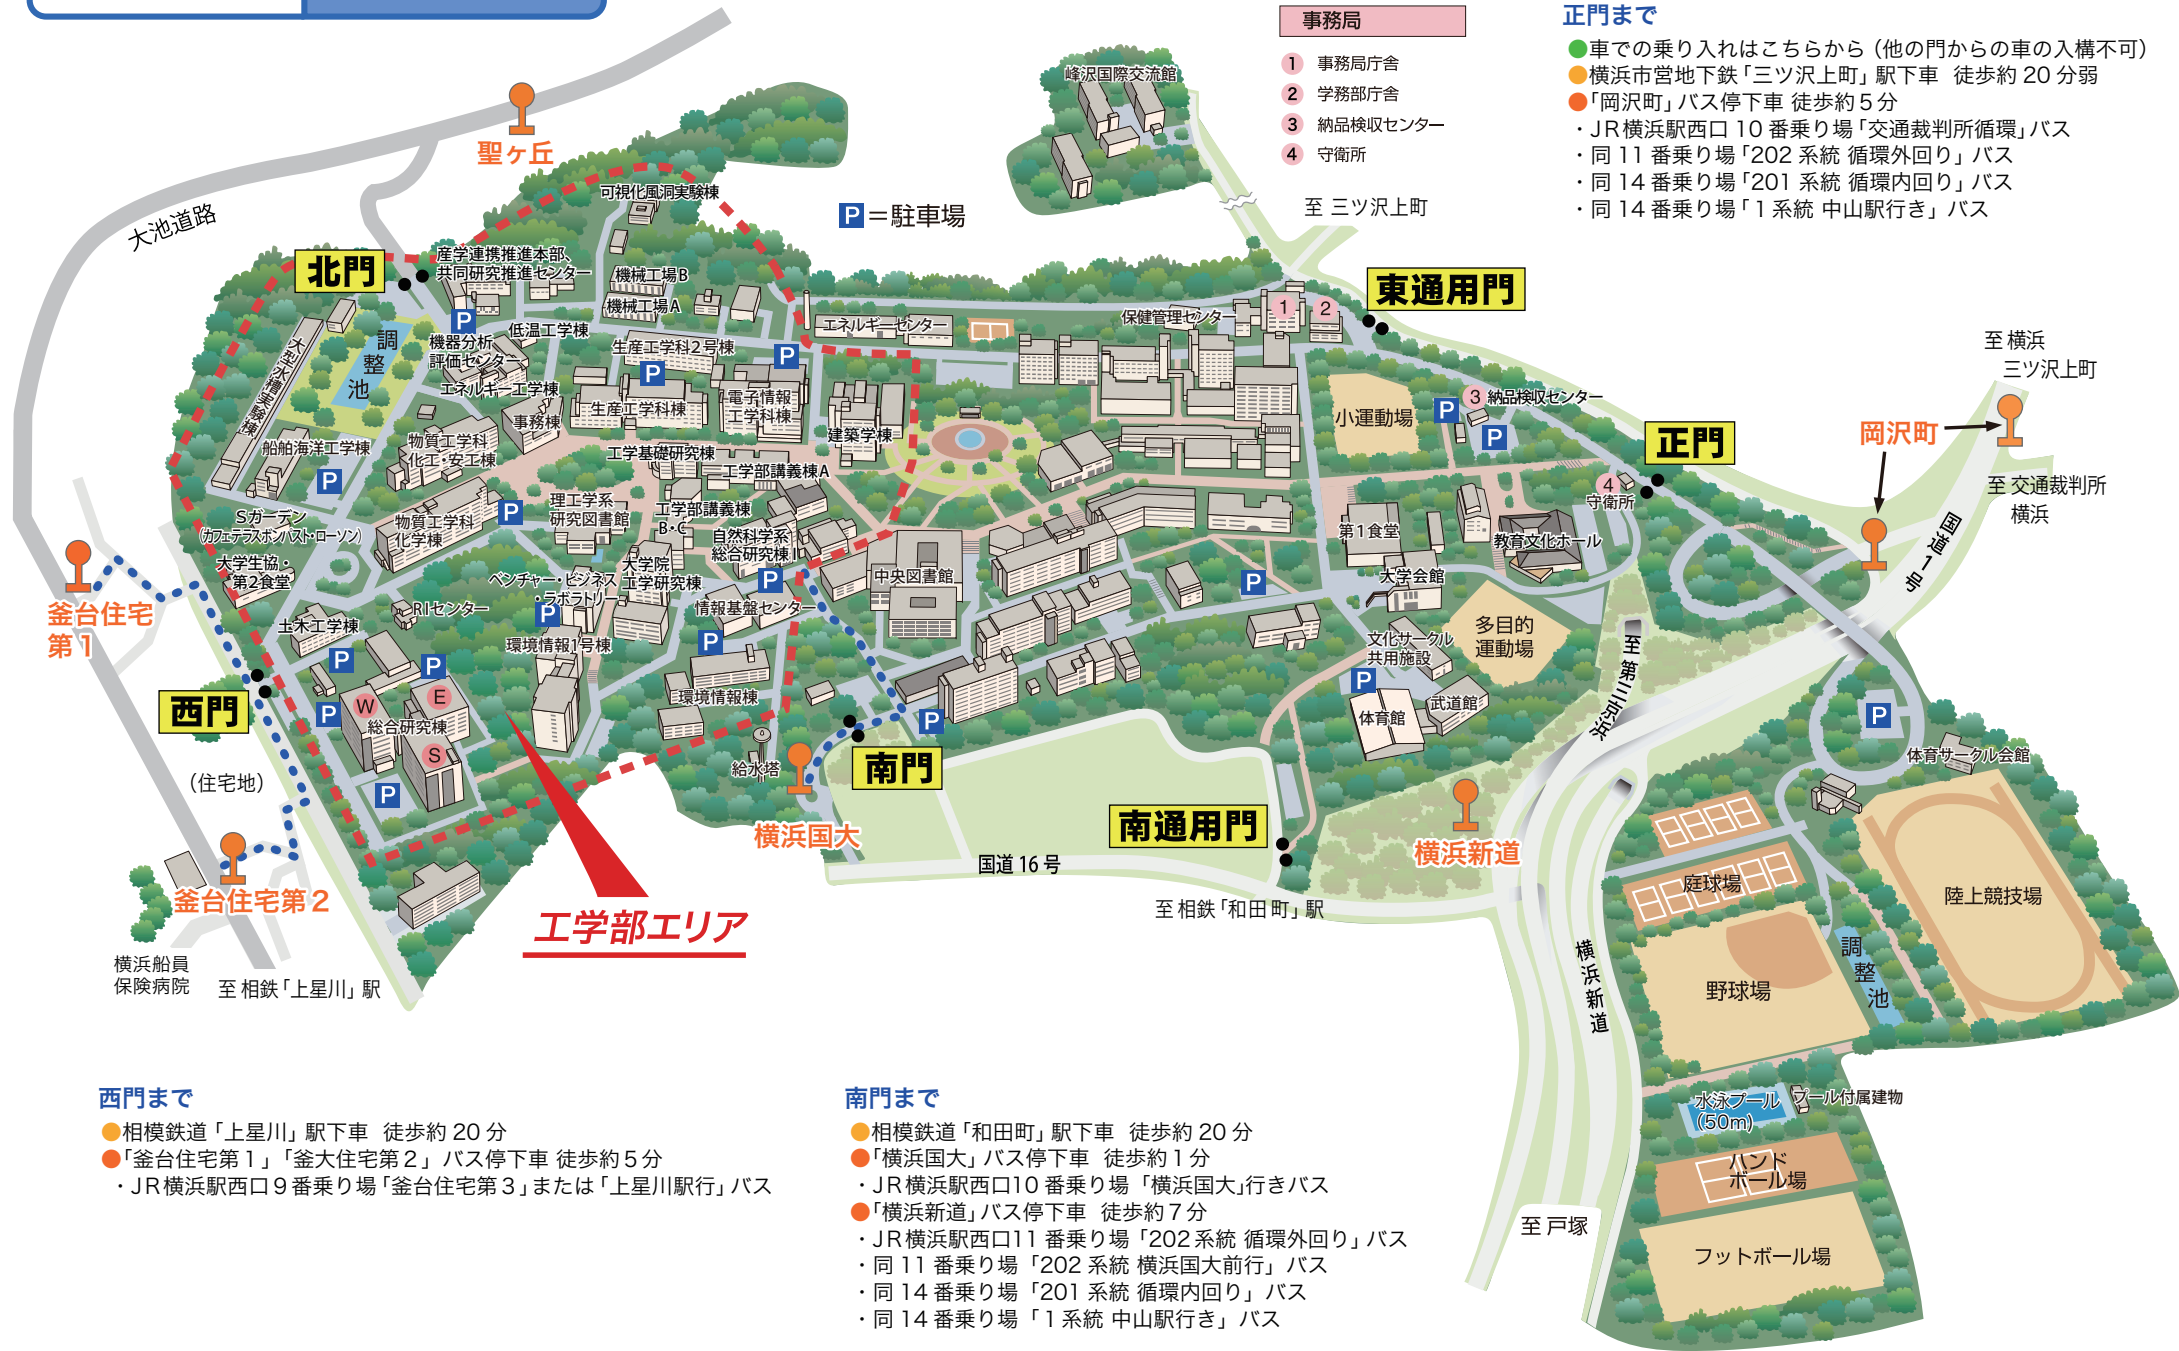 事務局
1 事務局庁舎
2 学務部庁舎
3 納品検収センター
4 守衛所
正門まで
●車での乗り入れはこちらから（他の門からの車の入構不可）
●横浜市営地下鉄「三ツ沢上町」駅下車 徒歩約20分弱
●「岡沢町」バス停下車 徒歩約5分
・JR横浜駅西口10番乗り場「交通裁判所循環」バス
・同11番乗り場「202系統 循環外回り」バス
・同14番乗り場「201系統 循環内回り」バス
・同14番乗り場「1系統 中山駅行き」バス
峰沢国際交流館
聖ヶ丘
大池道路
可視化風洞実験棟
P＝駐車場
至 三ツ沢上町
北門
産学連携推進本部、
共同研究推進センター
機械工場B
機械工場A
東通用門
保健管理センター
1
2
エネルギーセンター
P
低温工学棟
調整池
機器分析
評価センター
生産工学科2号棟
P
エネルギー工学棟
P
大型水槽実験棟
事務棟
生産工学科棟
電子情報
工学科棟
建築学棟
小運動場
P
3 納品検収センター
P
至 横浜
三ツ沢上町
岡沢町
正門
船舶海洋工学棟
物質工学科
化工・安工棟
工学基礎研究棟
工学部講義棟A
P
4
守衛所
至 交通裁判所
横浜
国道1号
Sガーデン
(カフェテラスボンパスト・ローソン)
物質工学科
化学棟
P
理工学系
研究図書館
工学部講義棟
B・C
自然科学系
総合研究棟I
第1食堂
教育文化ホール
大学生協・
第2食堂
ベンチャー・ビジネス
・ラボラトリー
大学院
工学研究棟
P
中央図書館
P
大学会館
釜台住宅
第1
RIセンター
P
情報基盤センター
土木工学棟
環境情報1号棟
P
文化サークル
共用施設
多目的
運動場
至 第三京浜
P
P
西門
W
E
P
総合研究棟
S
環境情報棟
P
P
体育館
武道館
P
体育サークル会館
給水塔
南門
（住宅地）
P
横浜国大
南通用門
横浜新道
国道16号
釜台住宅第2
工学部エリア
至 相鉄「和田町」駅
庭球場
陸上競技場
横浜船員
保険病院
至 相鉄「上星川」駅
横浜新道
野球場
調整池
水泳プール
(50m)
プール付属建物
ハンド
ボール場
至 戸塚
フットボール場
西門まで
●相模鉄道「上星川」駅下車 徒歩約20分
●「釜台住宅第1」「釜大住宅第2」バス停下車 徒歩約5分
・JR横浜駅西口9番乗り場「釜台住宅第3」または「上星川駅行」バス
南門まで
●相模鉄道「和田町」駅下車 徒歩約20分
●「横浜国大」バス停下車 徒歩約1分
・JR横浜駅西口10番乗り場「横浜国大」行きバス
●「横浜新道」バス停下車 徒歩約7分
・JR横浜駅西口11番乗り場「202系統 循環外回り」バス
・同11番乗り場「202系統 横浜国大前行」バス
・同14番乗り場「201系統 循環内回り」バス
・同14番乗り場「1系統 中山駅行き」バス